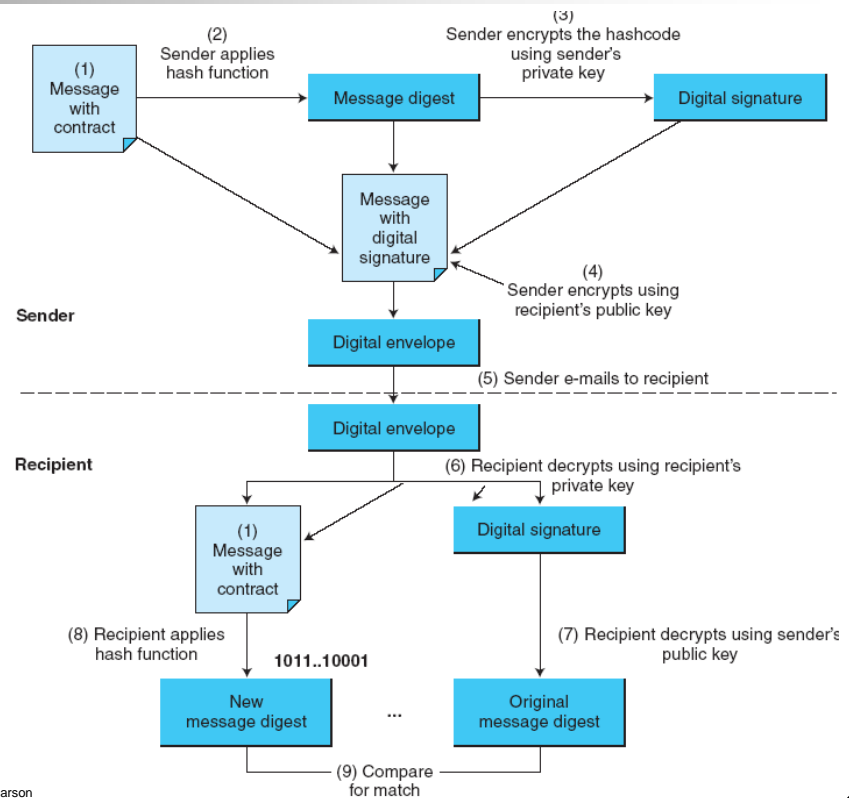 (3)
(2)
Sender applies
hash function
Sender encrypts the hashcode
using sender's
private key
(1)
Message
with
contract
Message digest
Digital signature
Message
with
digital
signature
(4)
Sender encrypts using
recipient's public key
Sender
Digital envelope
(5) Sender e-mails to recipient
Digital envelope
Recipient
(6) Recipient decrypts using recipient's
private key
(1)
Message
with
contract
Digital signature
(8) Recipient applies
hash function
(7) Recipient decrypts using sender's
public key
1011..10001
New
message digest
...
Original
message digest
(9) Compare
for match
arson